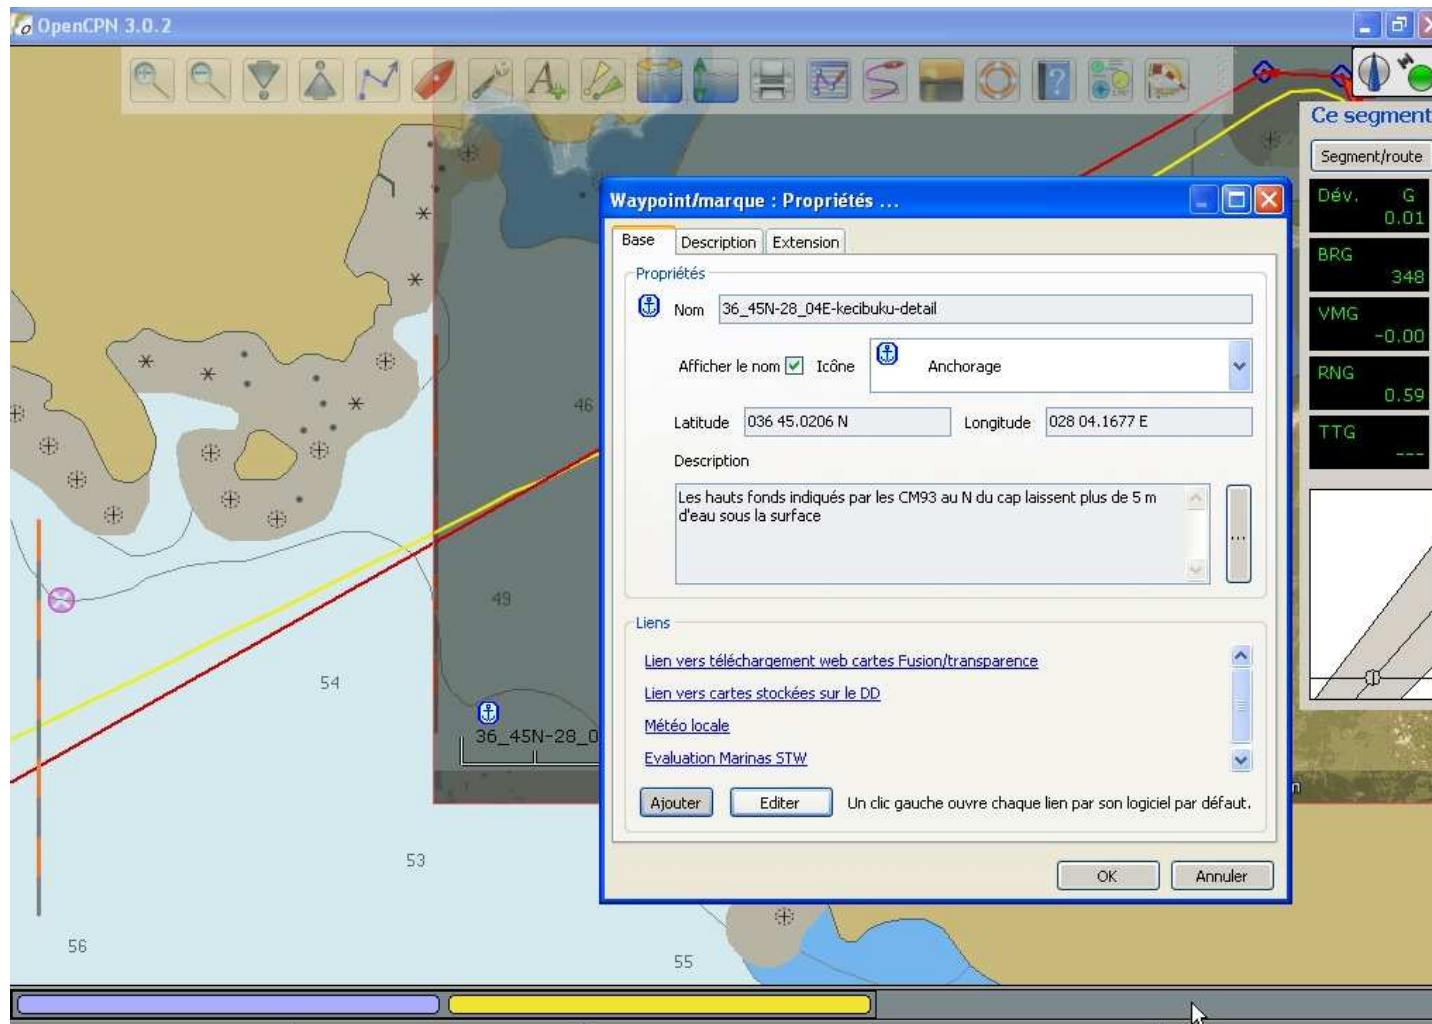 OpenCPN 3.0.2
Ce segment
Segment/route
Dév. G
0.01
BRG
348
VMG
-0.00
RNG
0.59
TTG
---
Waypoint/marque : Propriétés ...
Base Description Extension
Propriétés
Nom 36_45N-28_04E-kecibuku-detail
Afficher le nom Icône Anchorage
Latitude 036 45.0206 N Longitude 028 04.1677 E
Description
Les hauts fonds indiqués par les CM93 au N du cap laissent plus de 5 m
d'eau sous la surface
...
Liens
Lien vers téléchargement web cartes Fusion/transparence
Lien vers cartes stockées sur le DD
Météo locale
Evaluation Marinas STW
Ajouter Editer Un clic gauche ouvre chaque lien par son logiciel par défaut.
OK Annuler
46
49
54
36_45N-28_0
53
56
55